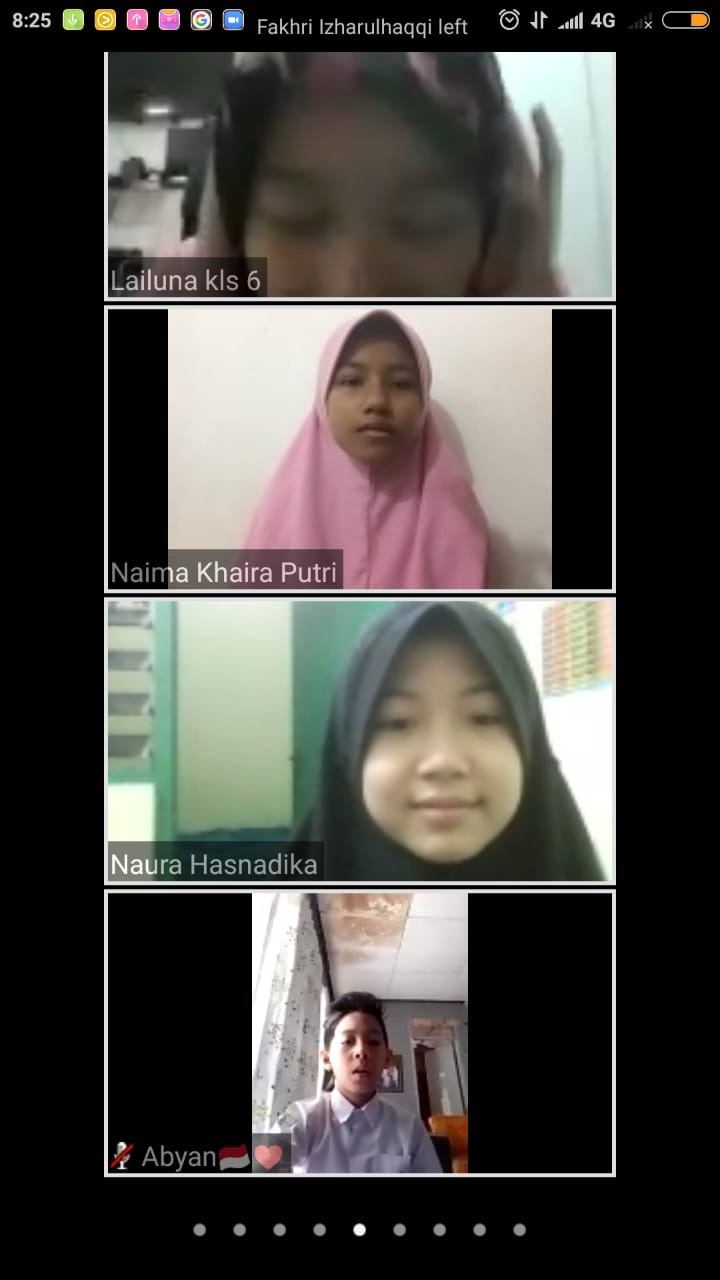 8:25 Fakhri Izharulhaqqi left 4G
Lailuna kls 6
Naima Khaira Putri
Naura Hasnadika
Abyan🇮🇩❤️